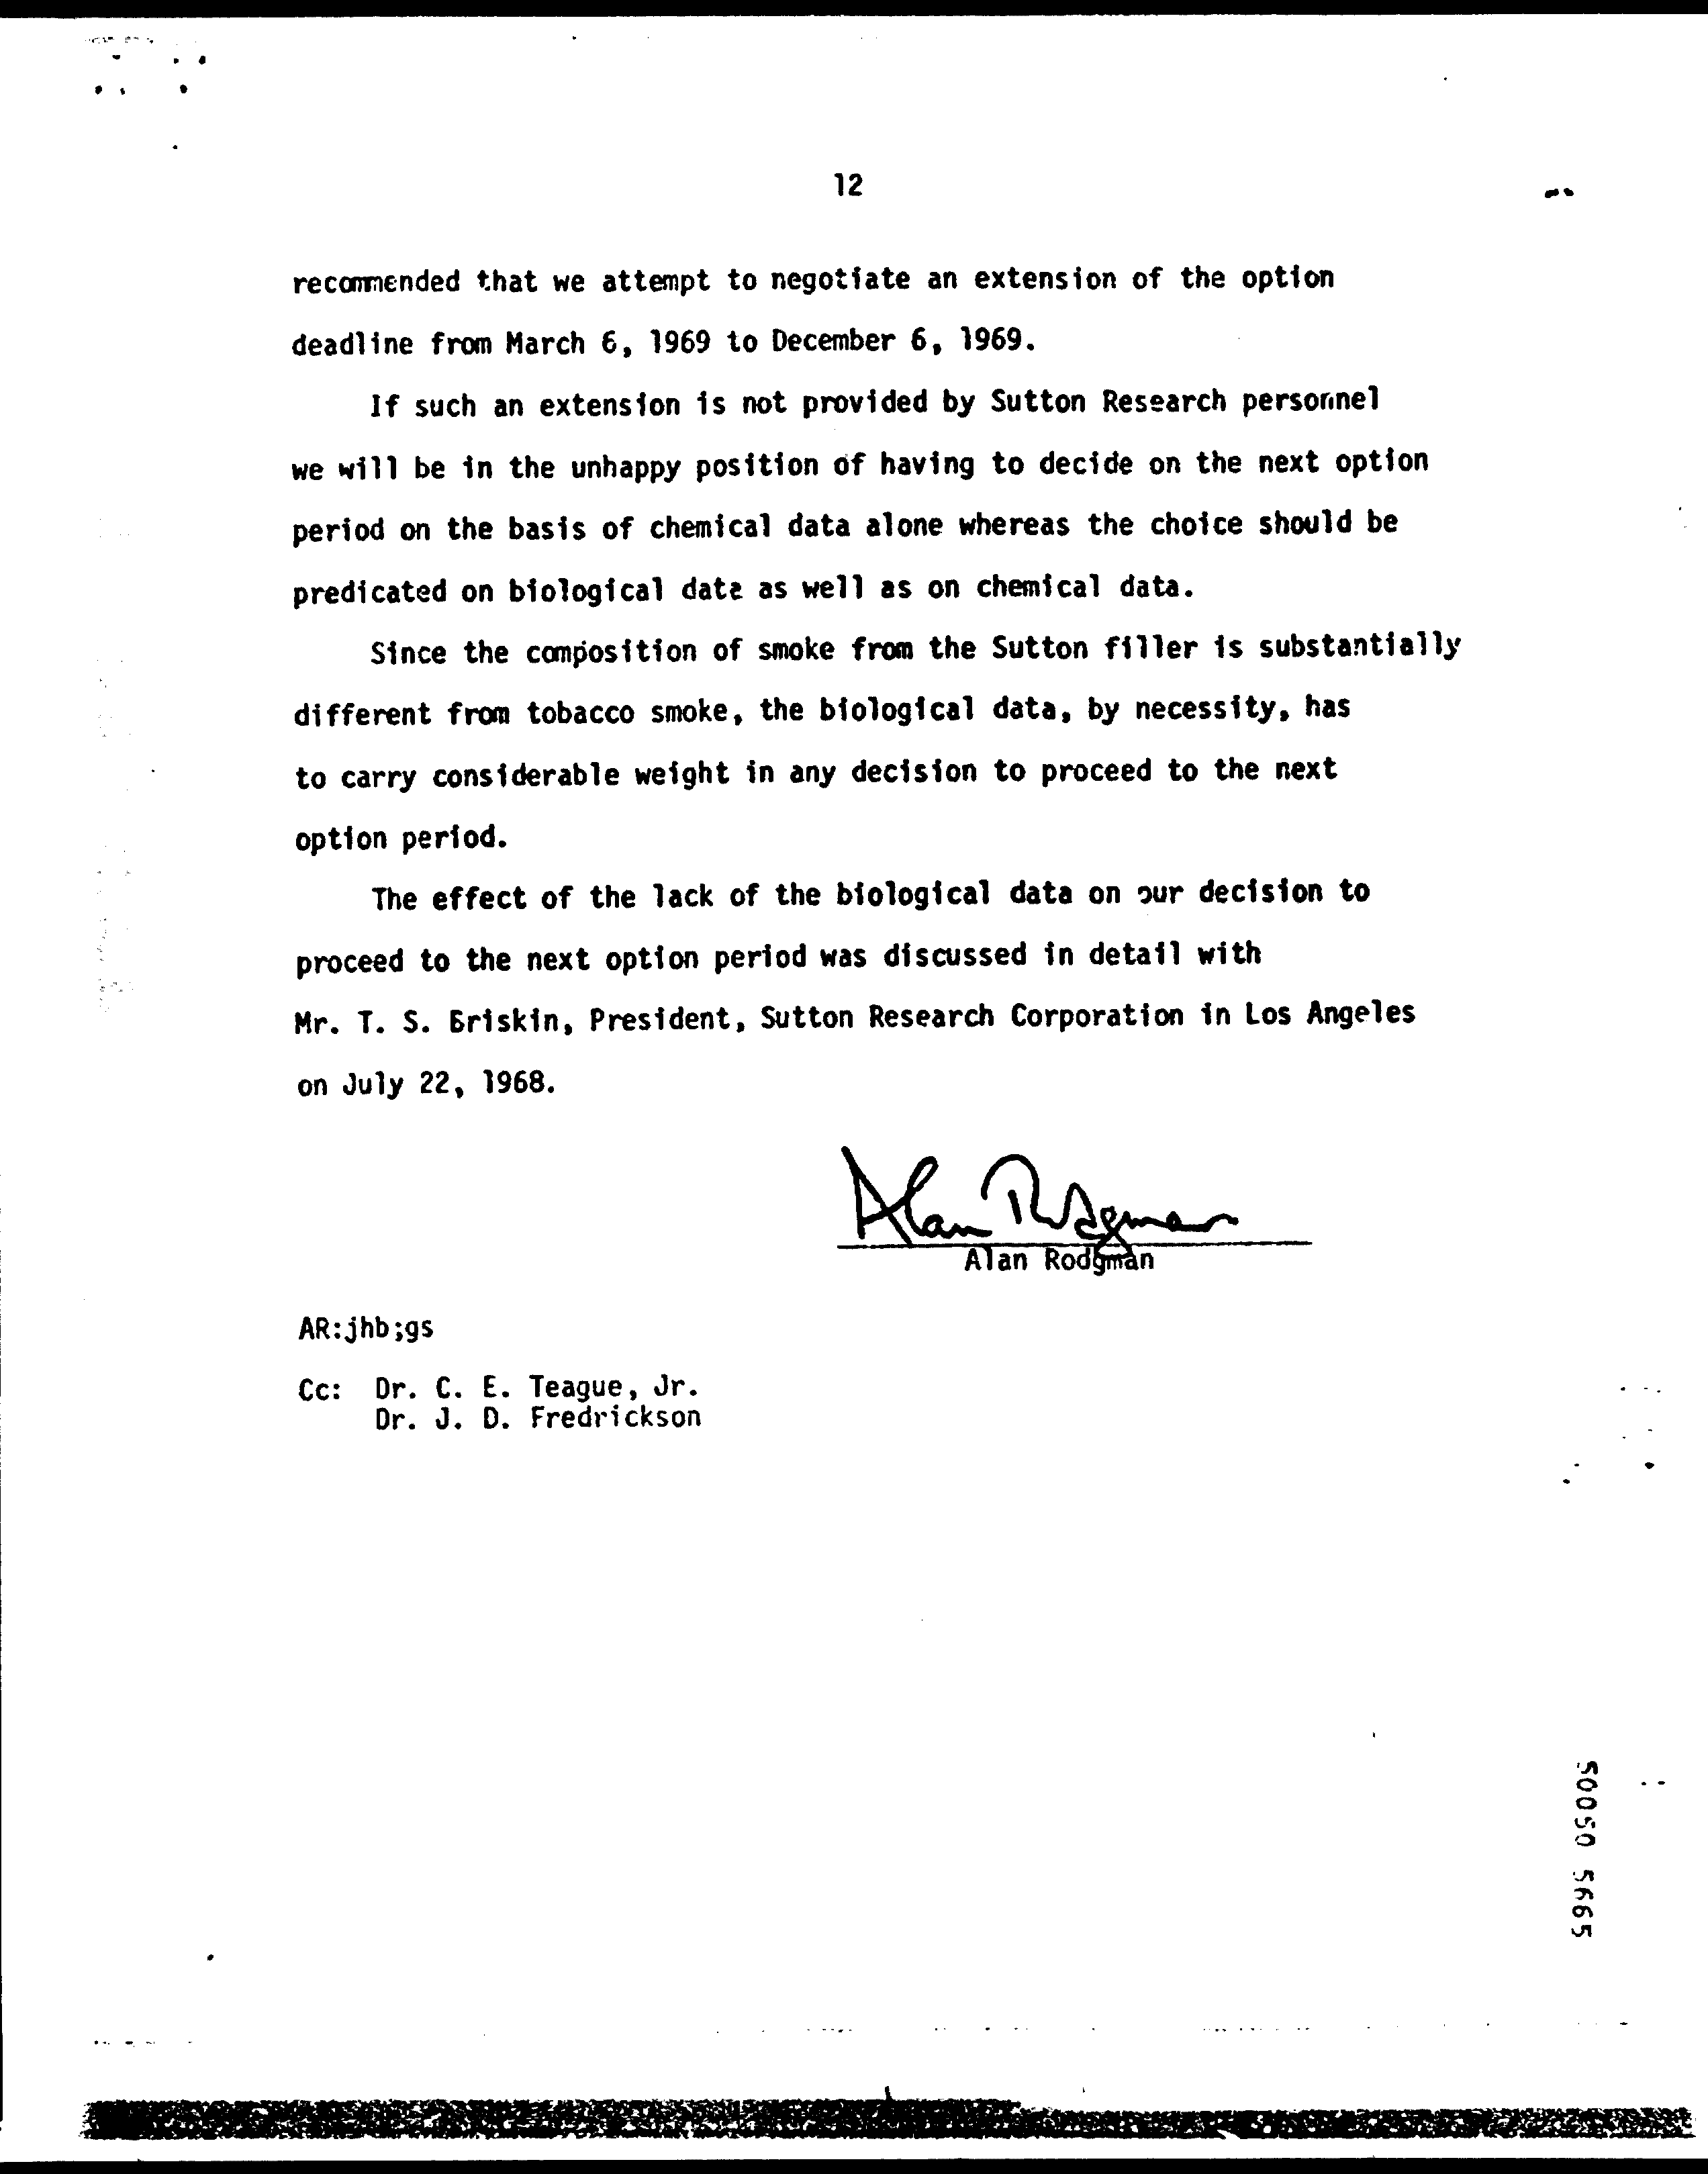 12
recommended that we attempt to negotiate an extension of the option
deadline from March 6, 1969 to December 6, 1969.
If such an extension is not provided by Sutton Research personnel
we will be in the unhappy position of having to decide on the next option
period on the basis of chemical data alone whereas the choice should be
predicated on biological data as well as on chemical data.
Since the composition of smoke from the Sutton filler is substantially
different from tobacco smoke, the biological data, by necessity, has
to carry considerable weight in any decision to proceed to the next
option period.
The effect of the lack of the biological data on our decision to
proceed to the next option period was discussed in detail with
Mr. T. S. Briskin, President, Sutton Research Corporation in Los Angeles
on July 22, 1968.
Alan Rodgman
Alan Rodgman
AR:jhb;gs
Cc: Dr. C. E. Teague, Jr.
Dr. J. D. Fredrickson
50050 5665